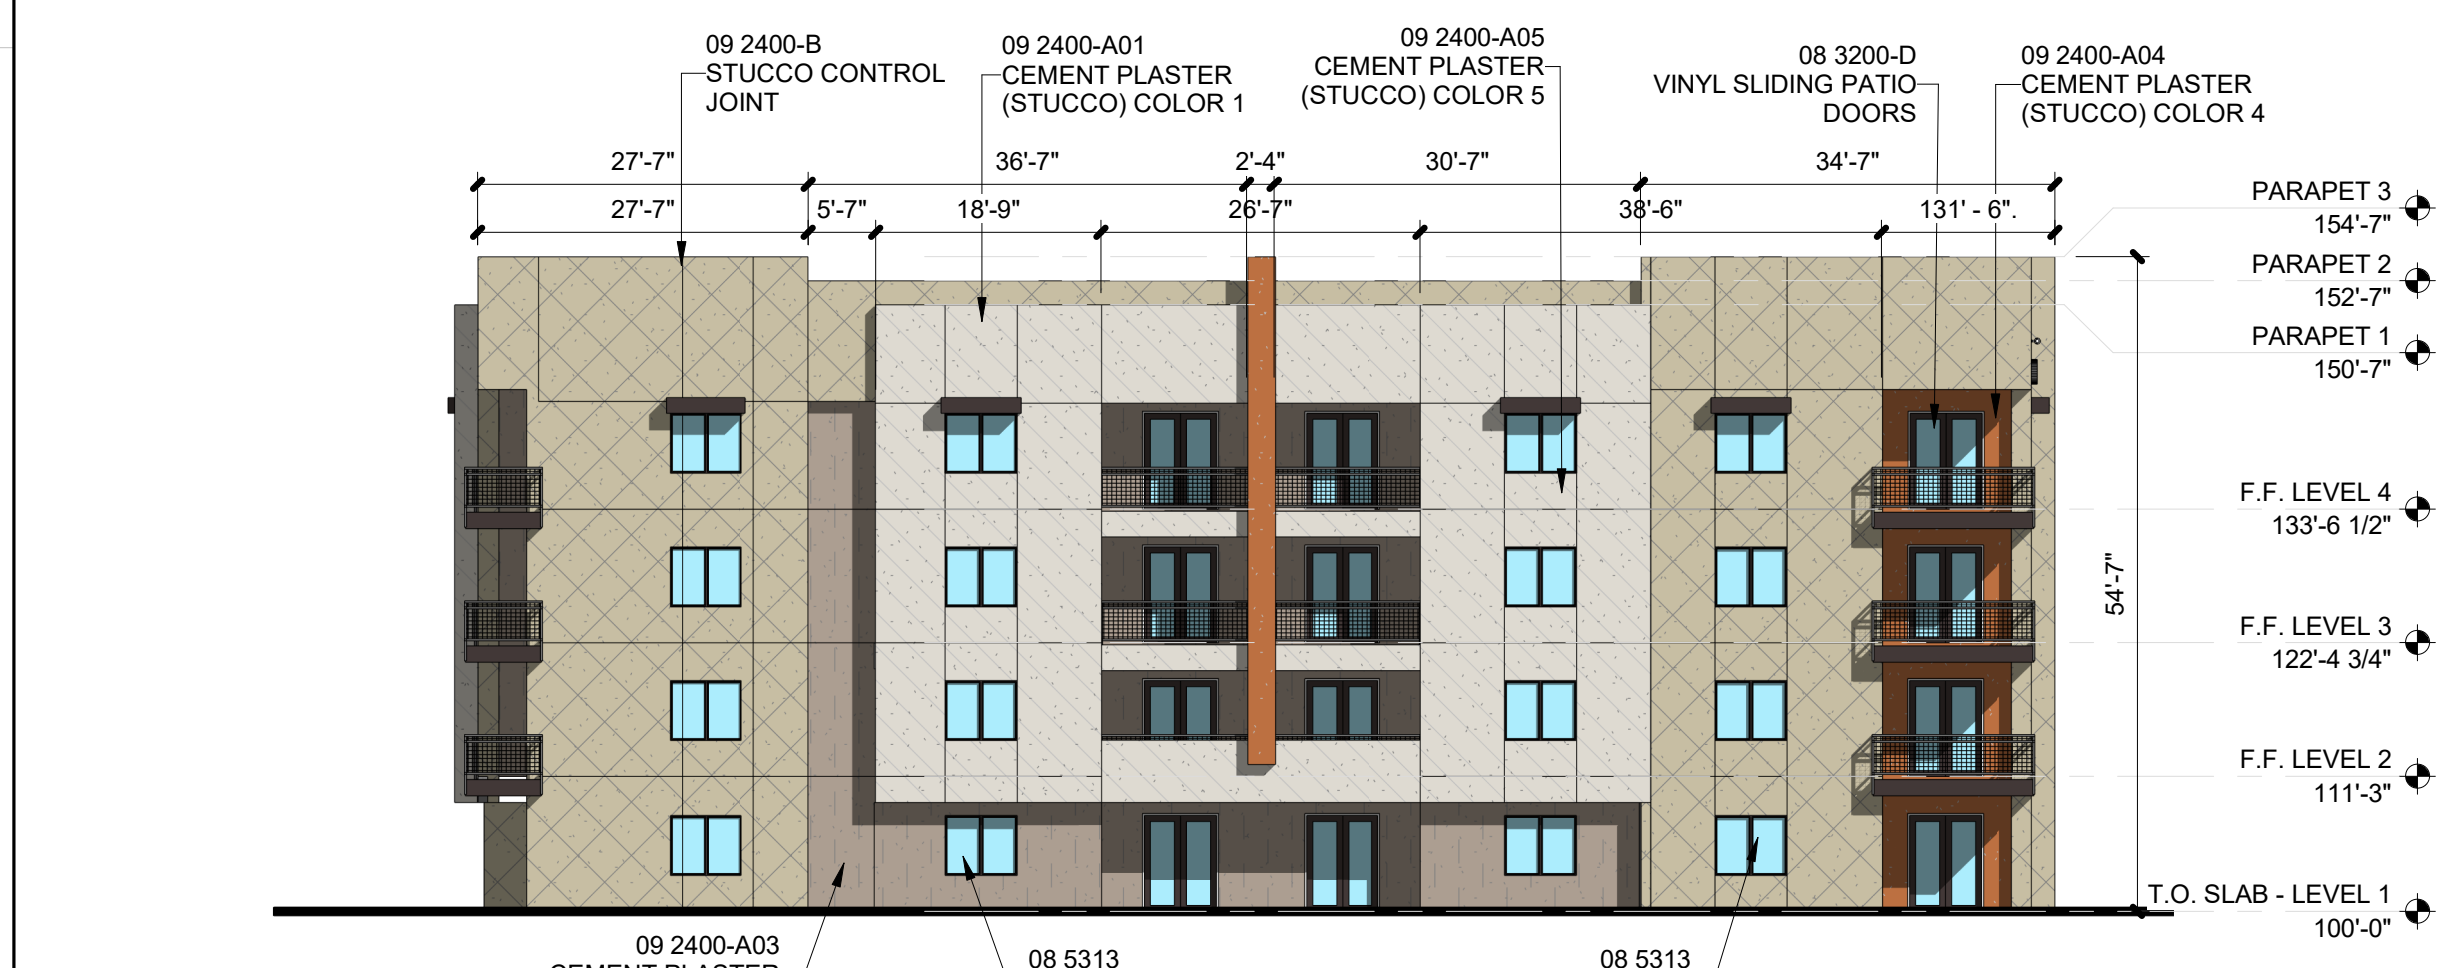 09 2400-B
STUCCO CONTROL
JOINT
09 2400-A01
CEMENT PLASTER
(STUCCO) COLOR 1
09 2400-A05
CEMENT PLASTER
(STUCCO) COLOR 5
08 3200-D
VINYL SLIDING PATIO
DOORS
09 2400-A04
CEMENT PLASTER
(STUCCO) COLOR 4
27'-7"
36'-7"
2'-4"
30'-7"
34'-7"
27'-7"
5'-7"
18'-9"
26'-7"
38'-6"
131' - 6".
PARAPET 3
154'-7"
PARAPET 2
152'-7"
PARAPET 1
150'-7"
F.F. LEVEL 4
133'-6 1/2"
54'-7"
F.F. LEVEL 3
122'-4 3/4"
F.F. LEVEL 2
111'-3"
T.O. SLAB - LEVEL 1
100'-0"
09 2400-A03
CEMENT PLASTER
08 5313
08 5313